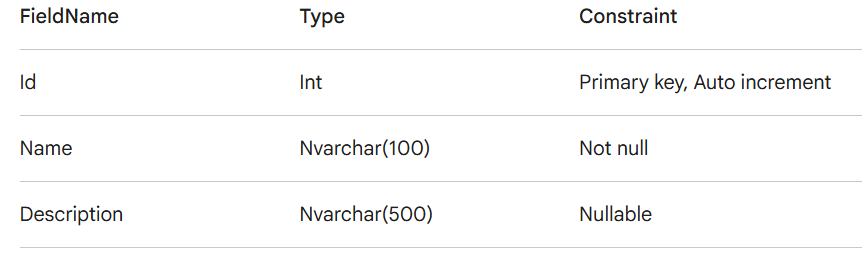 FieldName Type Constraint
Id Int Primary key, Auto increment
Name Nvarchar(100) Not null
Description Nvarchar(500) Nullable